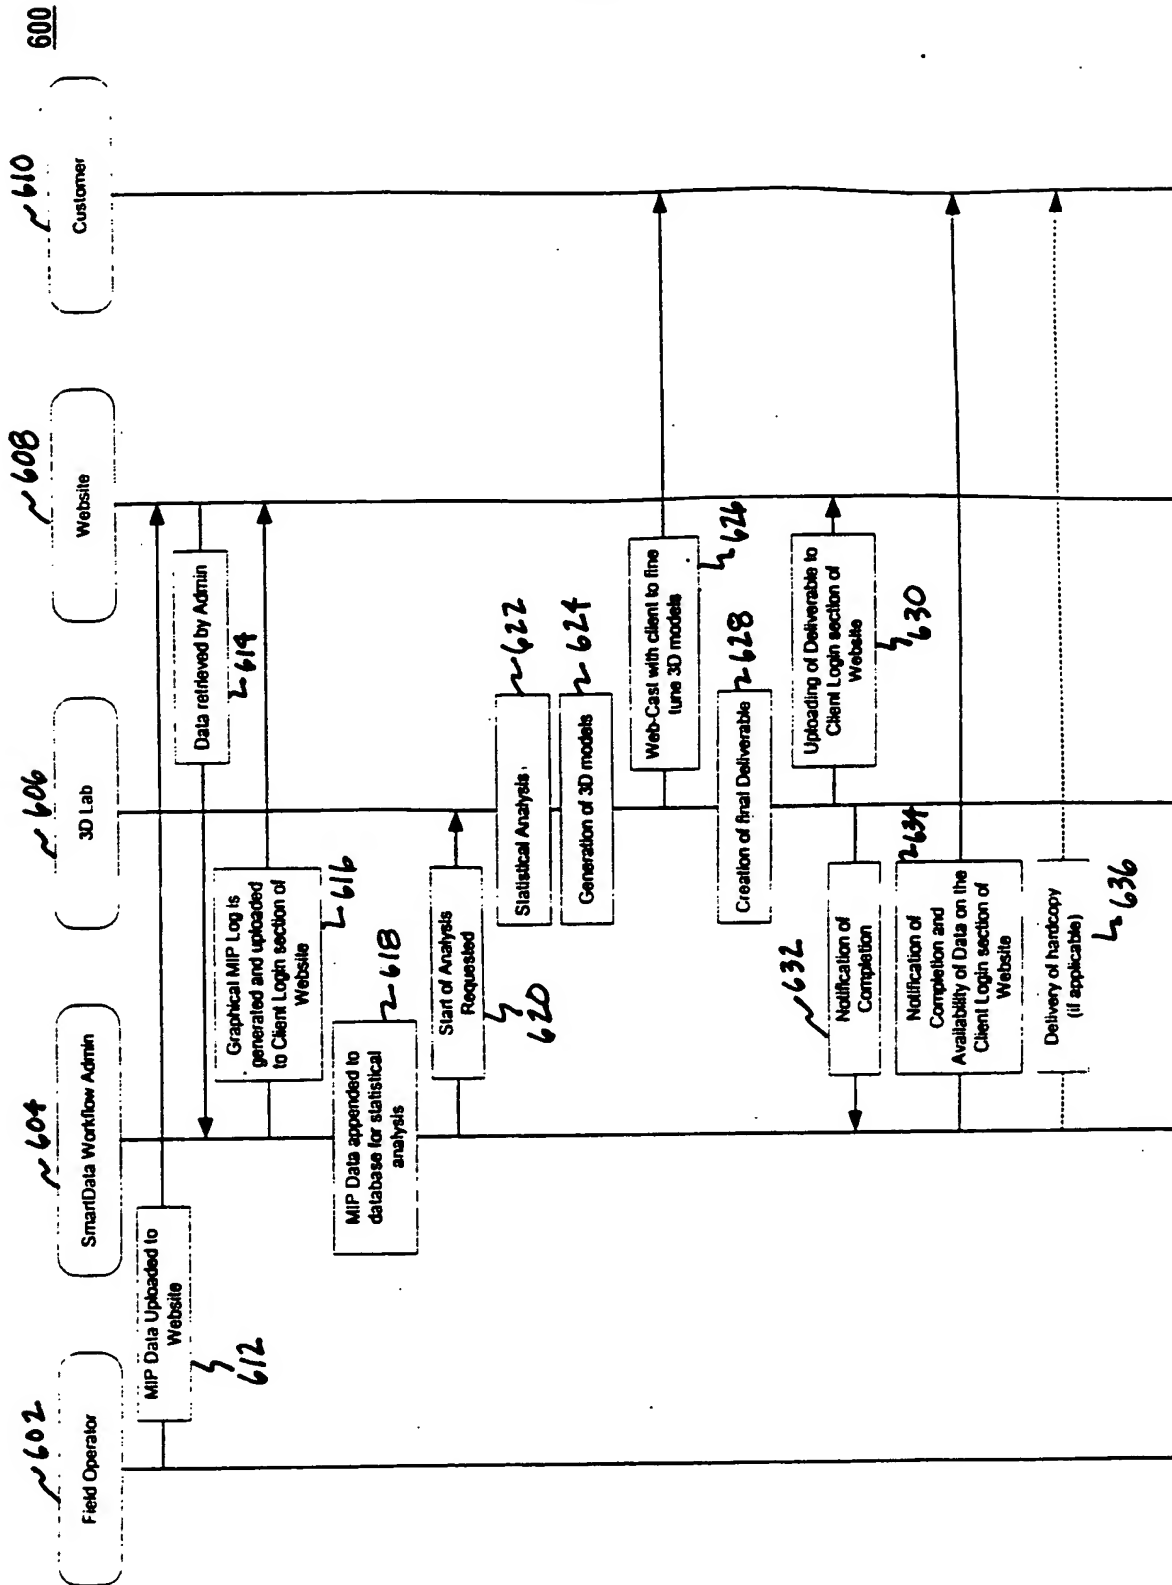 600
602
Field Operator
604
SmartData Workflow Admin
606
3D Lab
608
Website
610
Customer
MIP Data Uploaded to
Website
612
Data retrieved by Admin
614
Graphical MIP Log is
generated and uploaded
to Client Login section of
Website
616
MIP Data appended to
database for statistical
analysis
618
Start of Analysis
Requested
620
Statistical Analysis
622
Generation of 3D models
624
Web-Cast with client to fine
tune 3D models
626
Creation of final Deliverable
628
Uploading of Deliverable to
Client Login section of
Website
630
Notification of
Completion
632
Notification of
Completion and
Availability of Data on the
Client Login section of
Website
634
Delivery of hardcopy
(if applicable)
636